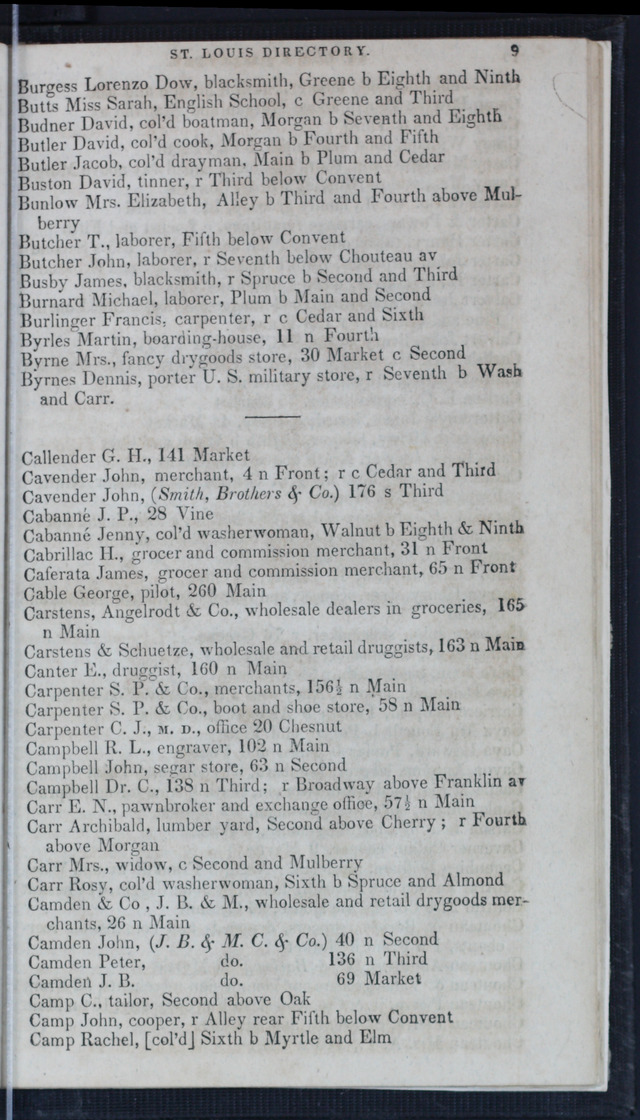 ST. LOUIS DIRECTORY. 9
Burgess Lorenzo Dow, blacksmith, Greene b Eighth and Ninth
Butts Miss Sarah, English School, c Greene and Third
Budner David, col'd boatman, Morgan b Seventh and Eighth
Butler David, col'd cook, Morgan b Fourth and Fifth
Butler Jacob, col'd drayman, Main b Plum and Cedar
Buston David, tinner, r Third below Convent
Bunlow Mrs. Elizabeth, Alley b Third and Fourth above Mul-
berry
Butcher T., laborer, Fifth below Convent
Butcher John, laborer, r Seventh below Chouteau av
Busby James, blacksmith, r Spruce b Second and Third
Burnard Michael, laborer, Plum b Main and Second
Burlinger Francis, carpenter, r c Cedar and Sixth
Byrles Martin, boarding-house, 11 n Fourth
Byrne Mrs., fancy drygoods store, 30 Market c Second
Byrnes Dennis, porter U. S. military store, r Seventh b Wash
and Carr.
Callender G. H., 141 Market
Cavender John, merchant, 4 n Front; r c Cedar and Third
Cavender John, (Smith, Brothers & Co.) 176 s Third
Cabanné J. P., 28 Vine
Cabanné Jenny, col'd washerwoman, Walnut b Eighth & Ninth
Cabrillac H., grocer and commission merchant, 31 n Front
Caferata James, grocer and commission merchant, 65 n Front
Cable George, pilot, 260 Main
Carstens, Angelrodt & Co., wholesale dealers in groceries, 165
n Main
Carstens & Schuetze, wholesale and retail druggists, 163 n Main
Canter E., druggist, 160 n Main
Carpenter S. P. & Co., merchants, 156½ n Main
Carpenter S. P. & Co., boot and shoe store, 58 n Main
Carpenter C. J., M. D., office 20 Chesnut
Campbell R. L., engraver, 102 n Main
Campbell John, segar store, 63 n Second
Campbell Dr. C., 138 n Third; r Broadway above Franklin av
Carr E. N., pawnbroker and exchange office, 57½ n Main
Carr Archibald, lumber yard, Second above Cherry; r Fourth
above Morgan
Carr Mrs., widow, c Second and Mulberry
Carr Rosy, col'd washerwoman, Sixth b Spruce and Almond
Camden & Co , J. B. & M., wholesale and retail drygoods mer-
chants, 26 n Main
Camden John, (J. B. & M. C. & Co.) 40 n Second
Camden Peter, do. 136 n Third
Camden J. B. do. 69 Market
Camp C., tailor, Second above Oak
Camp John, cooper, r Alley rear Fifth below Convent
Camp Rachel, [col'd] Sixth b Myrtle and Elm